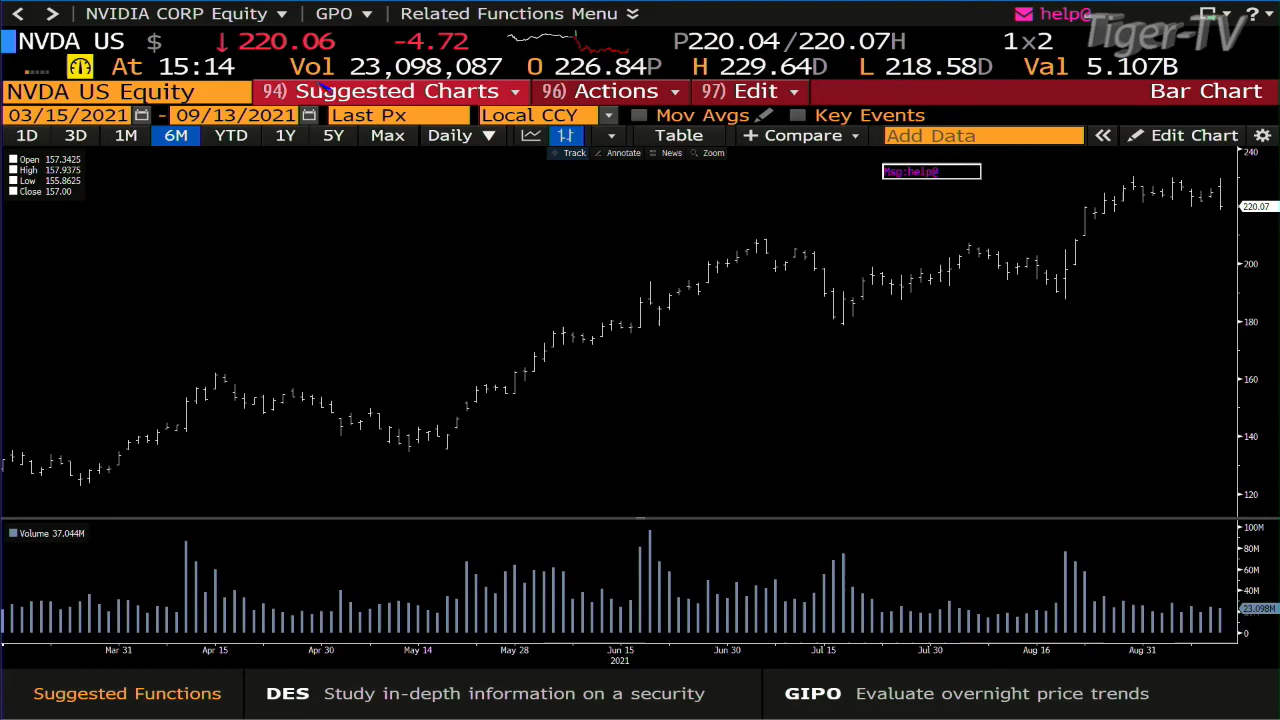 NVIDIA CORP Equity GPO Related Functions Menu help@ ?
Tiger-TV
NVDA US $ 220.06 -4.72 P220.04/220.07H 1x2
At 15:14 Vol 23,098,087 O 226.84P H 229.64D L 218.58D Val 5.107B
NVDA US Equity 94) Suggested Charts 96) Actions 97) Edit Bar Chart
03/15/2021 - 09/13/2021 Last Px Local CCY Mov Avgs Key Events
1D 3D 1M 6M YTD 1Y 5Y Max Daily Table + Compare Add Data Edit Chart
Track Annotate News Zoom
Open 157.3425
High 157.9375
Low 155.8625
Close 157.00
Msg:help@
240
220.07
200
180
160
140
120
Volume 37.044M
100M
80M
60M
40M
23.098M
0
Mar 31 Apr 15 Apr 30 May 14 May 28 Jun 15 Jun 30 Jul 15 Jul 30 Aug 16 Aug 31
2021
Suggested Functions DES Study in-depth information on a security GIPO Evaluate overnight price trends